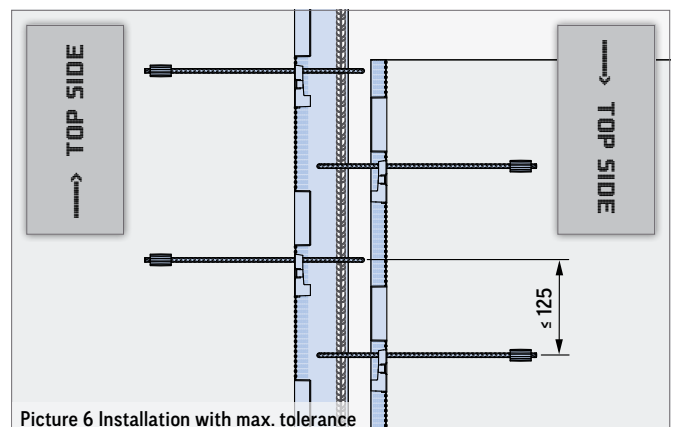 TOP SIDE
TOP SIDE
≤ 125
Picture 6 Installation with max. tolerance